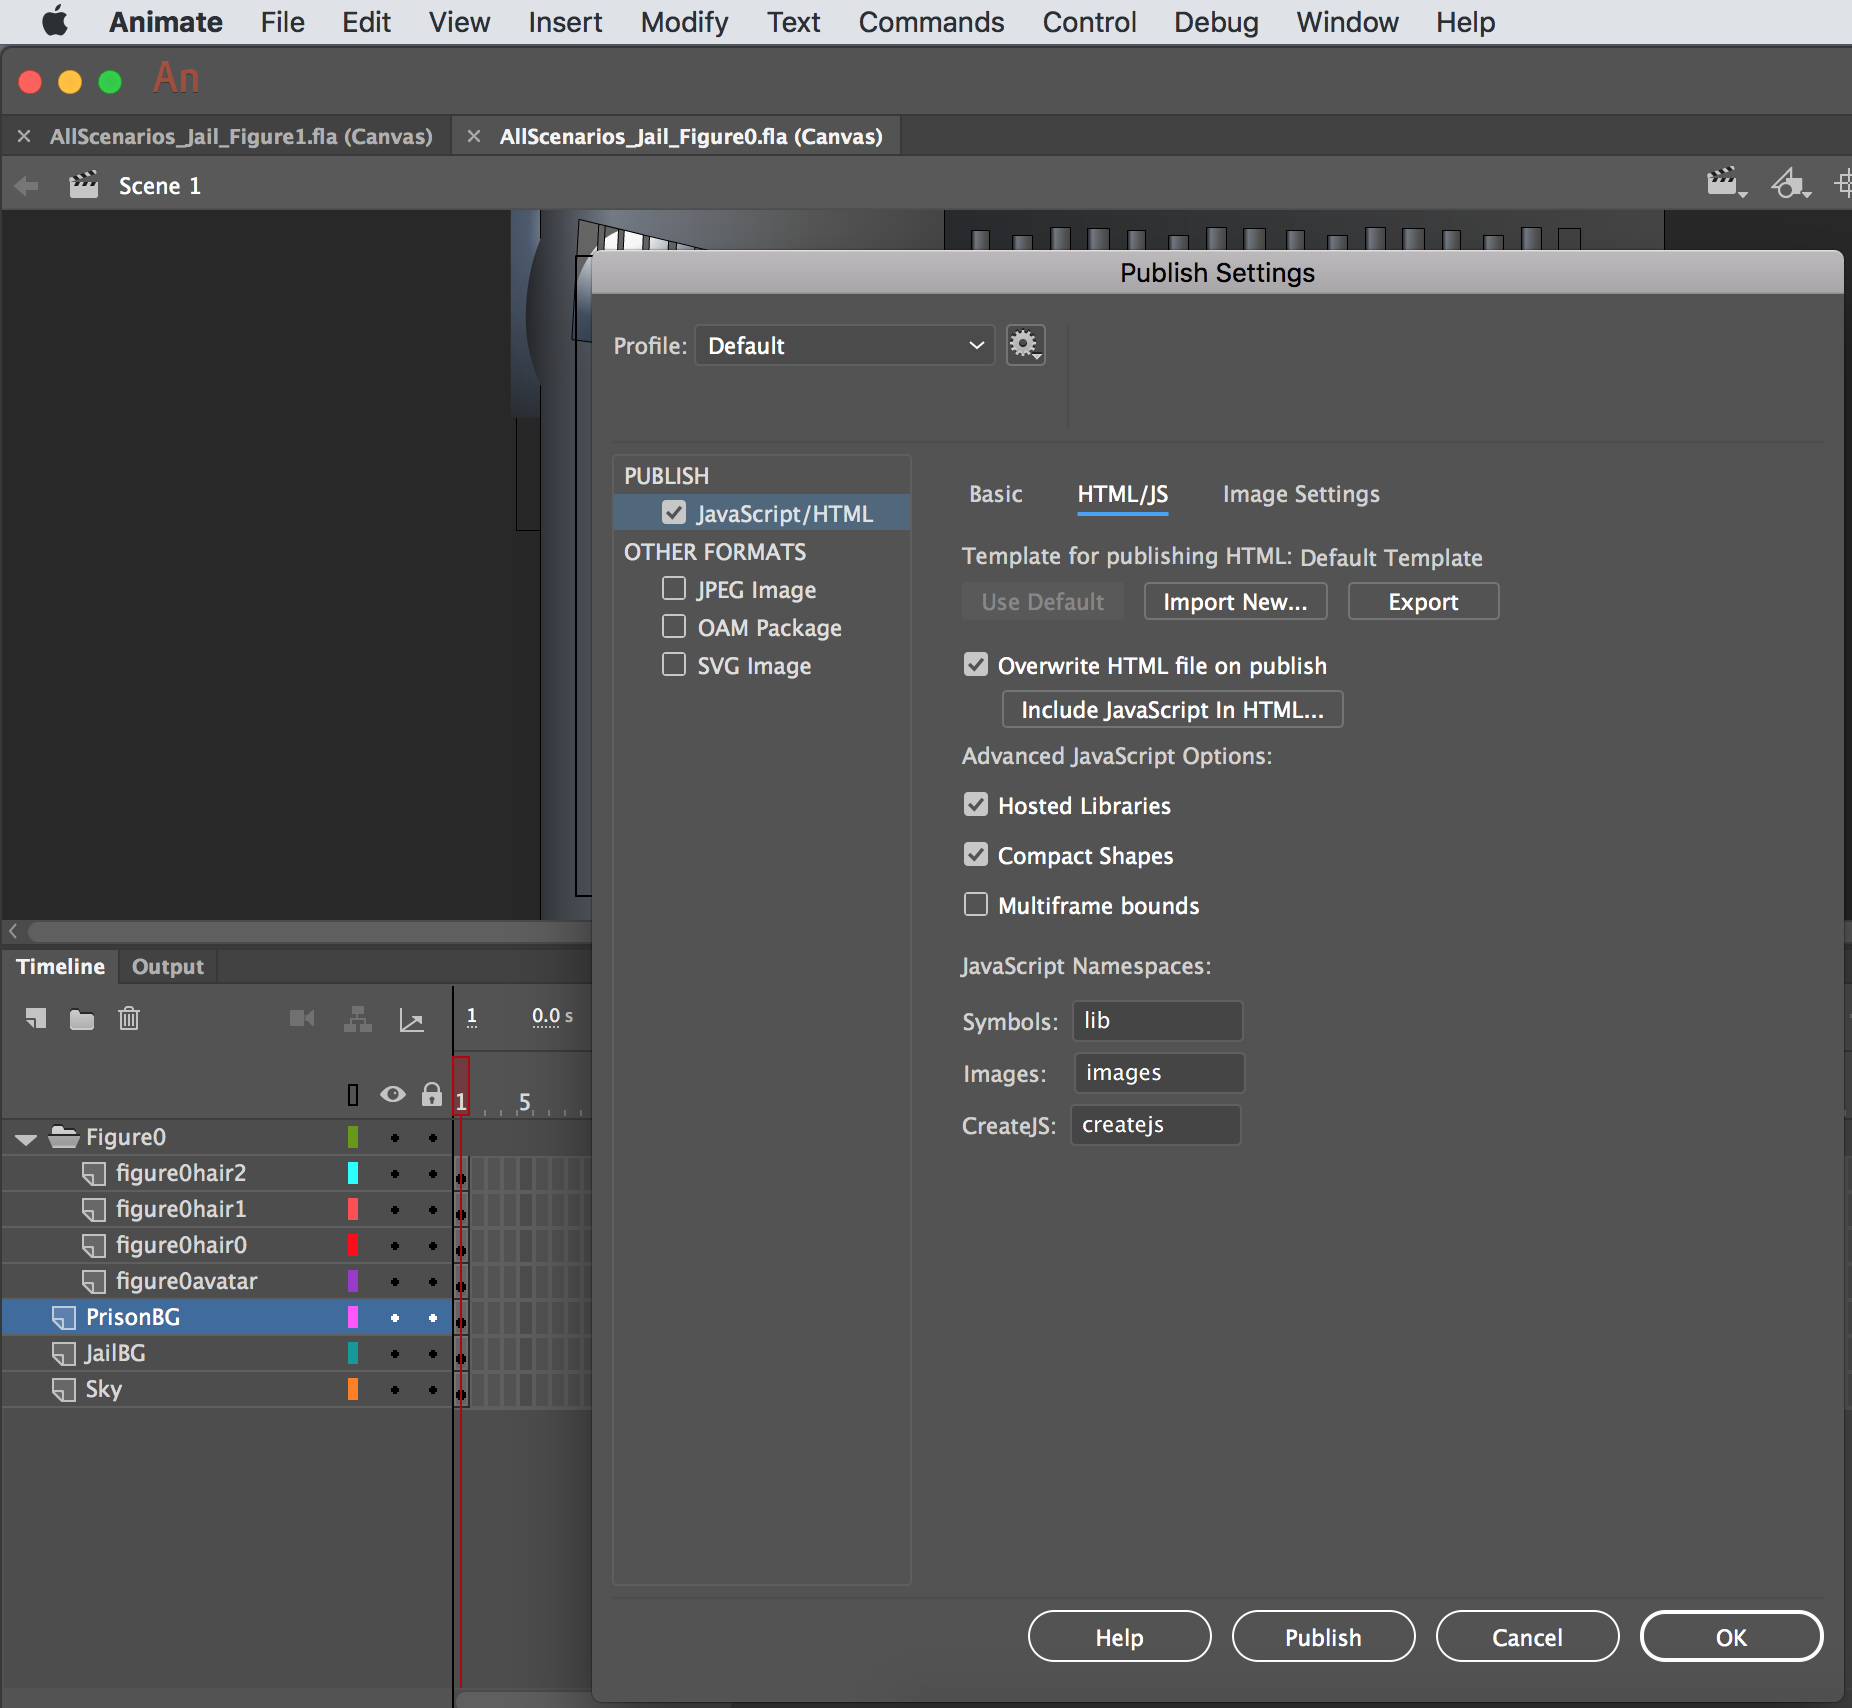 Animate File Edit View Insert Modify Text Commands Control Debug Window Help
An
AllScenarios_Jail_Figure1.fla (Canvas) AllScenarios_Jail_Figure0.fla (Canvas)
Scene 1
Publish Settings
Profile: Default
PUBLISH
JavaScript/HTML
OTHER FORMATS
JPEG Image
OAM Package
SVG Image
Basic HTML/JS Image Settings
Template for publishing HTML: Default Template
Use Default Import New... Export
Overwrite HTML file on publish
Include JavaScript In HTML...
Advanced JavaScript Options:
Hosted Libraries
Compact Shapes
Multiframe bounds
JavaScript Namespaces:
Symbols: lib
Images: images
CreateJS: createjs
Help Publish Cancel OK
Timeline Output
1 0.0 s
1 5
Figure0
figure0hair2
figure0hair1
figure0hair0
figure0avatar
PrisonBG
JailBG
Sky